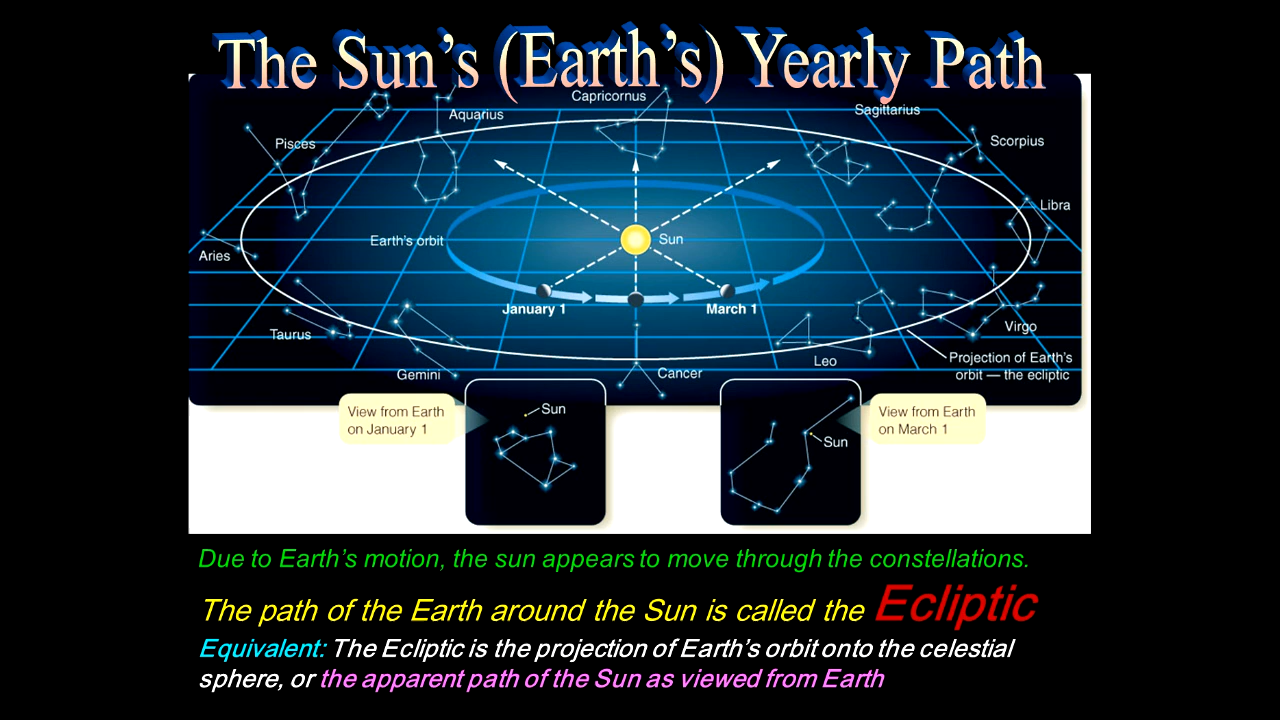 The Sun's (Earth's) Yearly Path
Capricornus
Sagittarius
Aquarius
Pisces
Scorpius
Libra
Earth's orbit
Sun
Aries
January 1
March 1
Taurus
Virgo
Leo
Projection of Earth's
orbit — the ecliptic
Gemini
Cancer
View from Earth
on January 1
Sun
View from Earth
on March 1
Sun
Due to Earth's motion, the sun appears to move through the constellations.
The path of the Earth around the Sun is called the Ecliptic
Equivalent: The Ecliptic is the projection of Earth's orbit onto the celestial
sphere, or the apparent path of the Sun as viewed from Earth